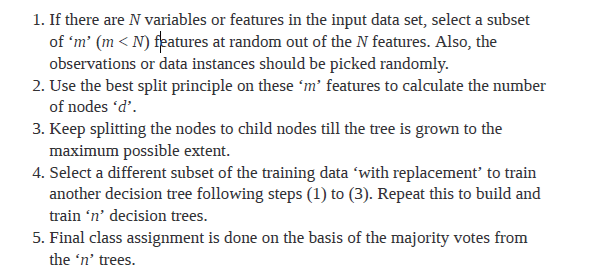 1. If there are N variables or features in the input data set, select a subset
of ‘m’ (m < N) features at random out of the N features. Also, the
observations or data instances should be picked randomly.
2. Use the best split principle on these ‘m’ features to calculate the number
of nodes ‘d’.
3. Keep splitting the nodes to child nodes till the tree is grown to the
maximum possible extent.
4. Select a different subset of the training data ‘with replacement’ to train
another decision tree following steps (1) to (3). Repeat this to build and
train ‘n’ decision trees.
5. Final class assignment is done on the basis of the majority votes from
the ‘n’ trees.